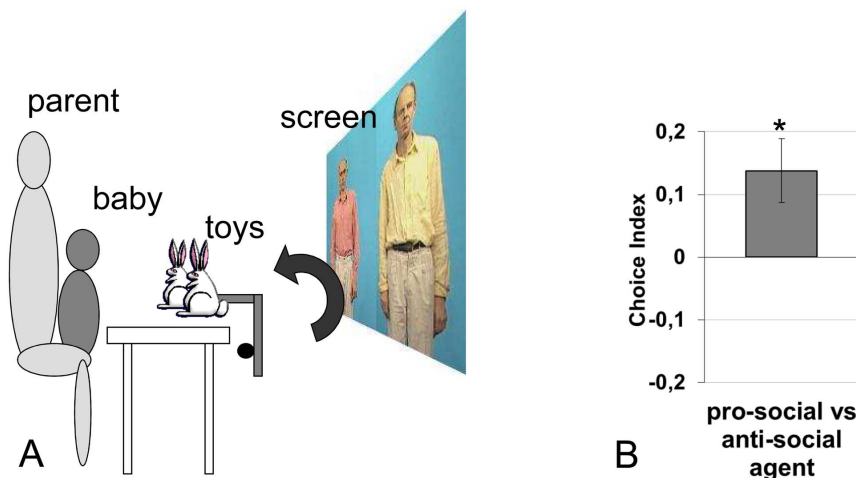 parent
screen
baby
toys
A
*
0,2
0,1
0
-0,1
-0,2
Choice Index
pro-social vs
anti-social
agent
B